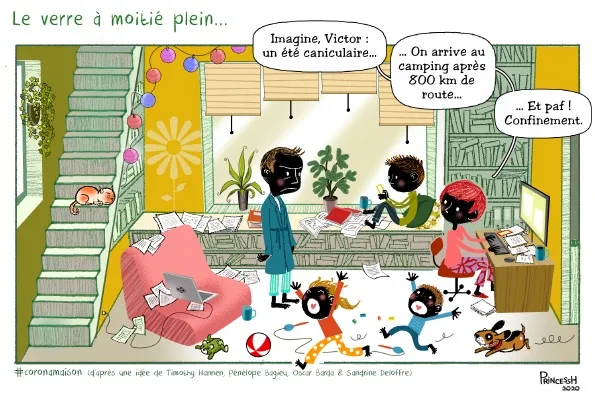 Le verre à moitié plein...
Imagine, Victor :
un été caniculaire...
... On arrive au
camping après
800 km de
route...
... Et paf !
Confinement.
#coronamaison (d'après une idée de Timothy Hannem, Pénélope Bagieu, Oscar Barda & Sandrine Deloffre)
PRINCESSH
2020